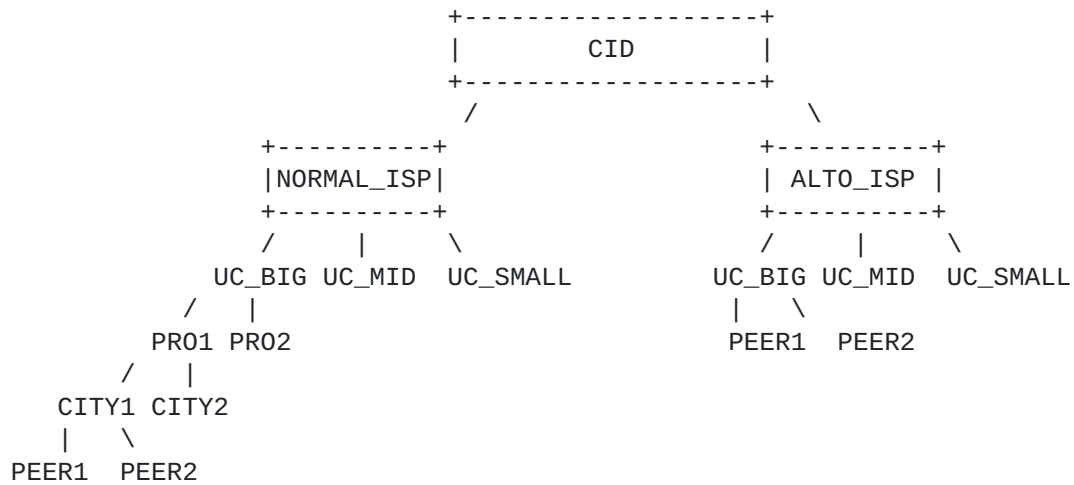 CID
NORMAL_ISP ALTO_ISP
UC_BIG UC_MID UC_SMALL UC_BIG UC_MID UC_SMALL
PRO1 PRO2 PEER1 PEER2
CITY1 CITY2
PEER1 PEER2